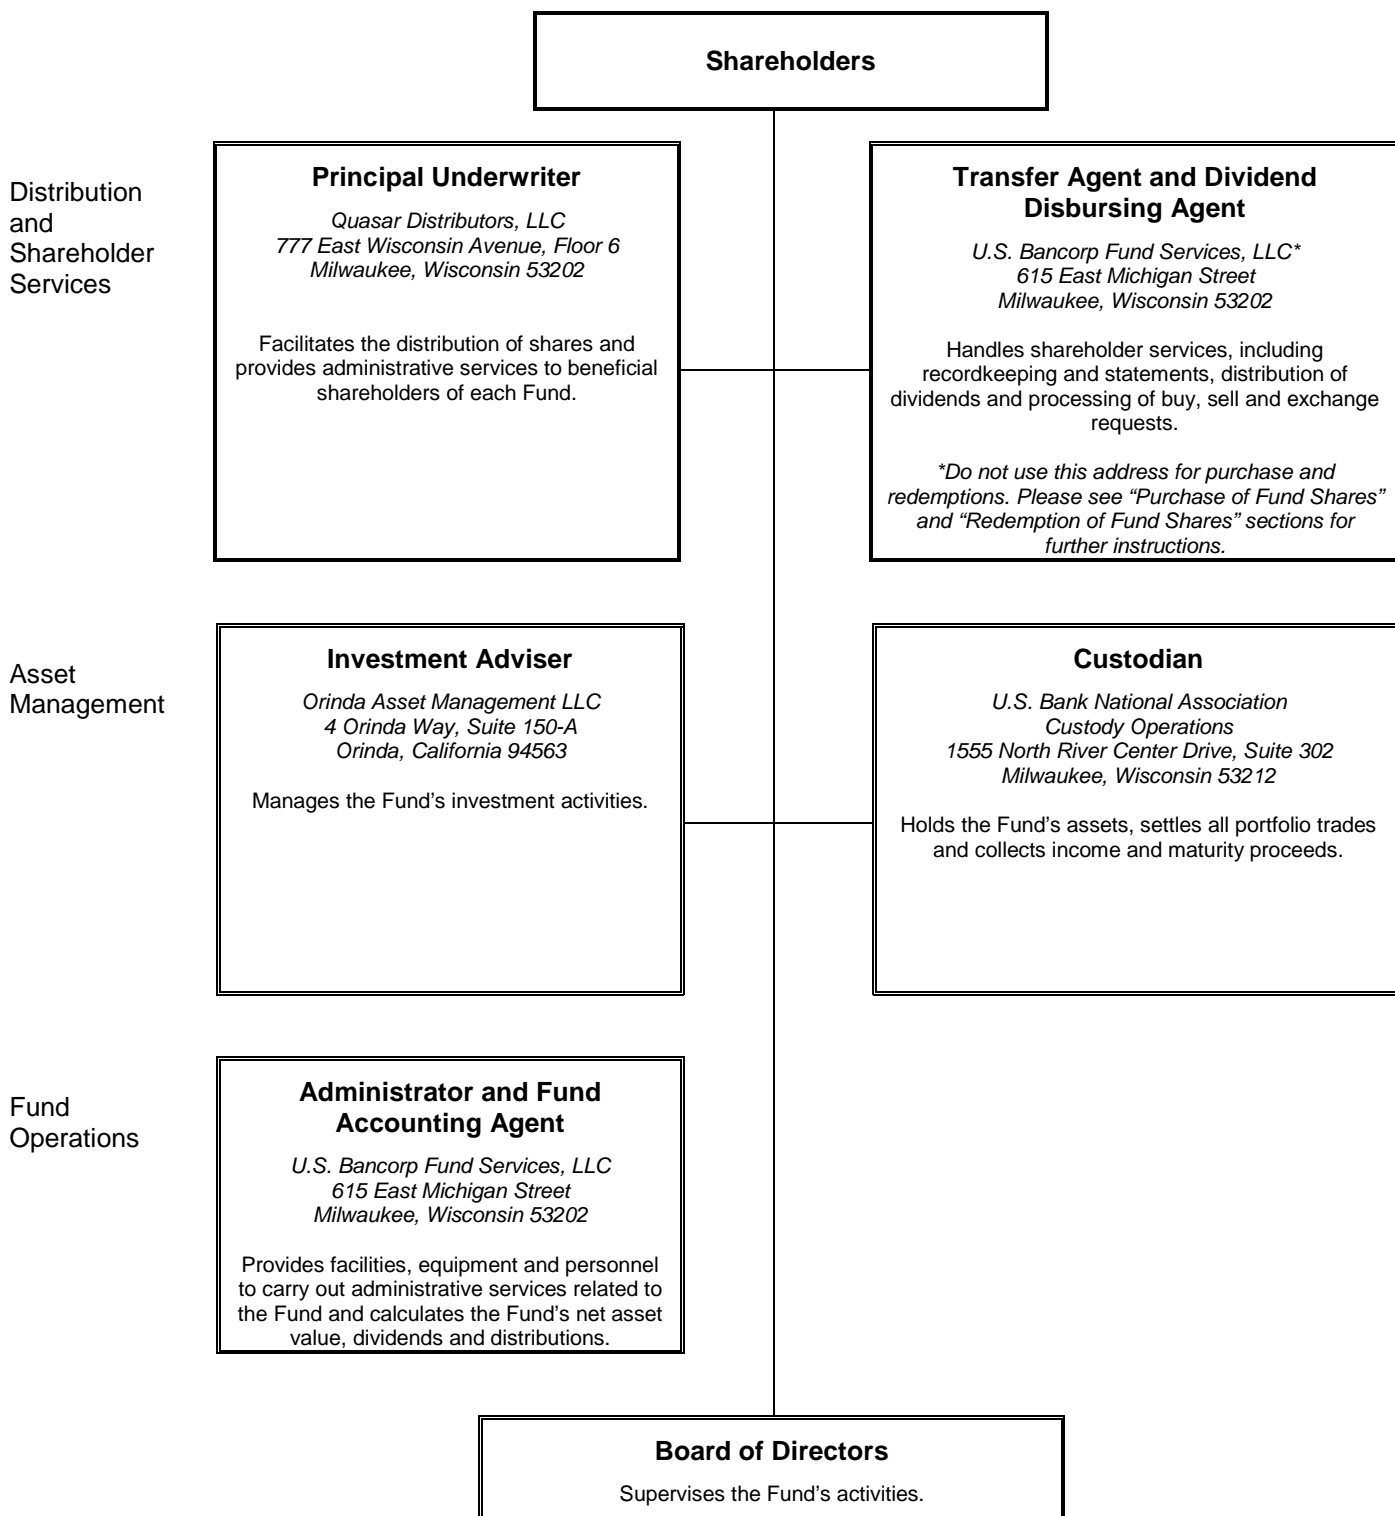 Shareholders
Distribution
and
Shareholder
Services
Principal Underwriter
Quasar Distributors, LLC
777 East Wisconsin Avenue, Floor 6
Milwaukee, Wisconsin 53202
Facilitates the distribution of shares and
provides administrative services to beneficial
shareholders of each Fund.
Transfer Agent and Dividend
Disbursing Agent
U.S. Bancorp Fund Services, LLC*
615 East Michigan Street
Milwaukee, Wisconsin 53202
Handles shareholder services, including
recordkeeping and statements, distribution of
dividends and processing of buy, sell and exchange
requests.
*Do not use this address for purchase and
redemptions. Please see “Purchase of Fund Shares”
and “Redemption of Fund Shares” sections for
further instructions.
Asset
Management
Investment Adviser
Orinda Asset Management LLC
4 Orinda Way, Suite 150-A
Orinda, California 94563
Manages the Fund’s investment activities.
Custodian
U.S. Bank National Association
Custody Operations
1555 North River Center Drive, Suite 302
Milwaukee, Wisconsin 53212
Holds the Fund’s assets, settles all portfolio trades
and collects income and maturity proceeds.
Fund
Operations
Administrator and Fund
Accounting Agent
U.S. Bancorp Fund Services, LLC
615 East Michigan Street
Milwaukee, Wisconsin 53202
Provides facilities, equipment and personnel
to carry out administrative services related to
the Fund and calculates the Fund’s net asset
value, dividends and distributions.
Board of Directors
Supervises the Fund’s activities.